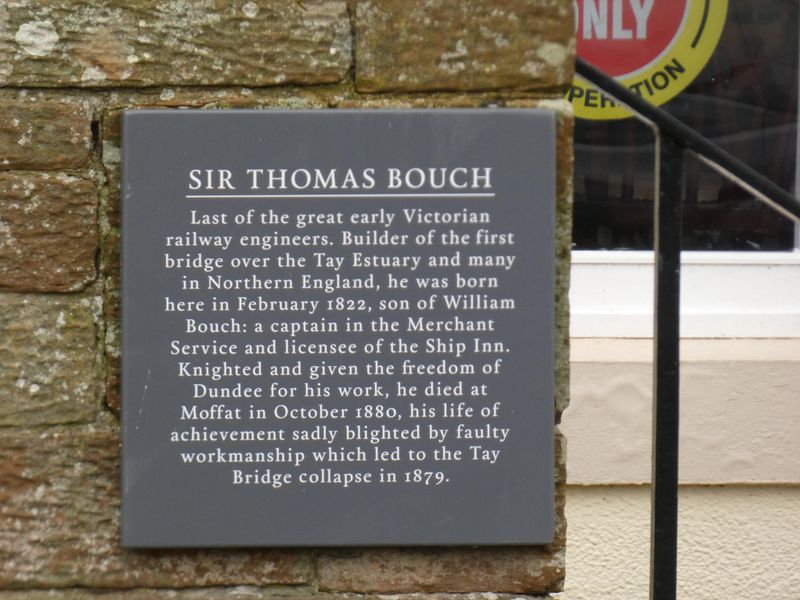 ONLY
PERATION
SIR THOMAS BOUCH
Last of the great early Victorian
railway engineers. Builder of the first
bridge over the Tay Estuary and many
in Northern England, he was born
here in February 1822, son of William
Bouch: a captain in the Merchant
Service and licensee of the Ship Inn.
Knighted and given the freedom of
Dundee for his work, he died at
Moffat in October 1880, his life of
achievement sadly blighted by faulty
workmanship which led to the Tay
Bridge collapse in 1879.